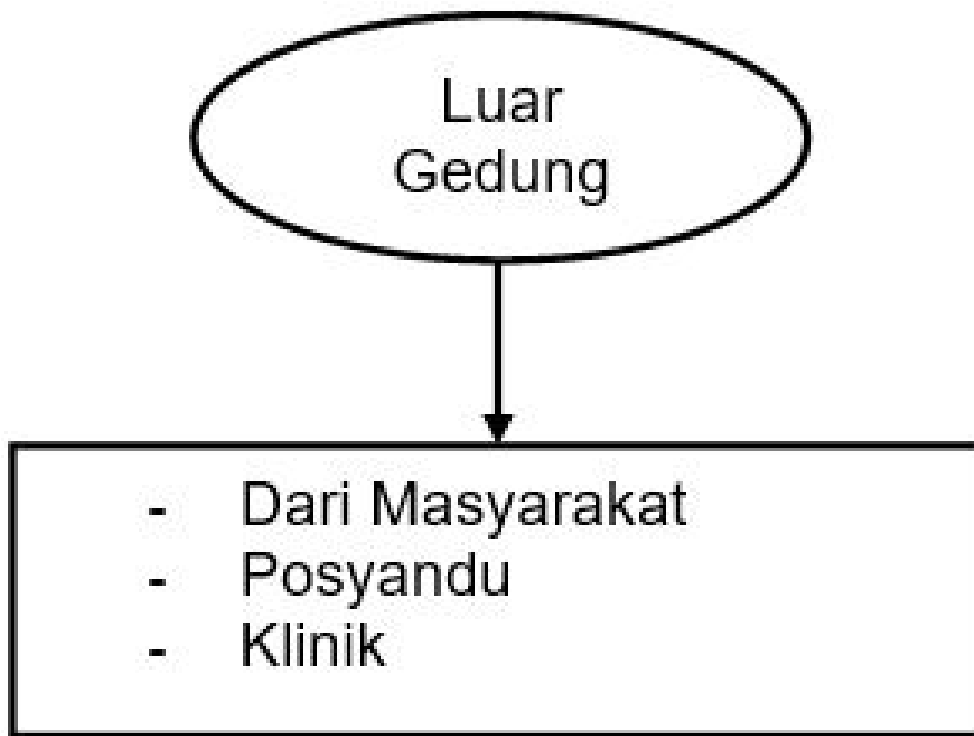 Luar
Gedung
- Dari Masyarakat
- Posyandu
- Klinik